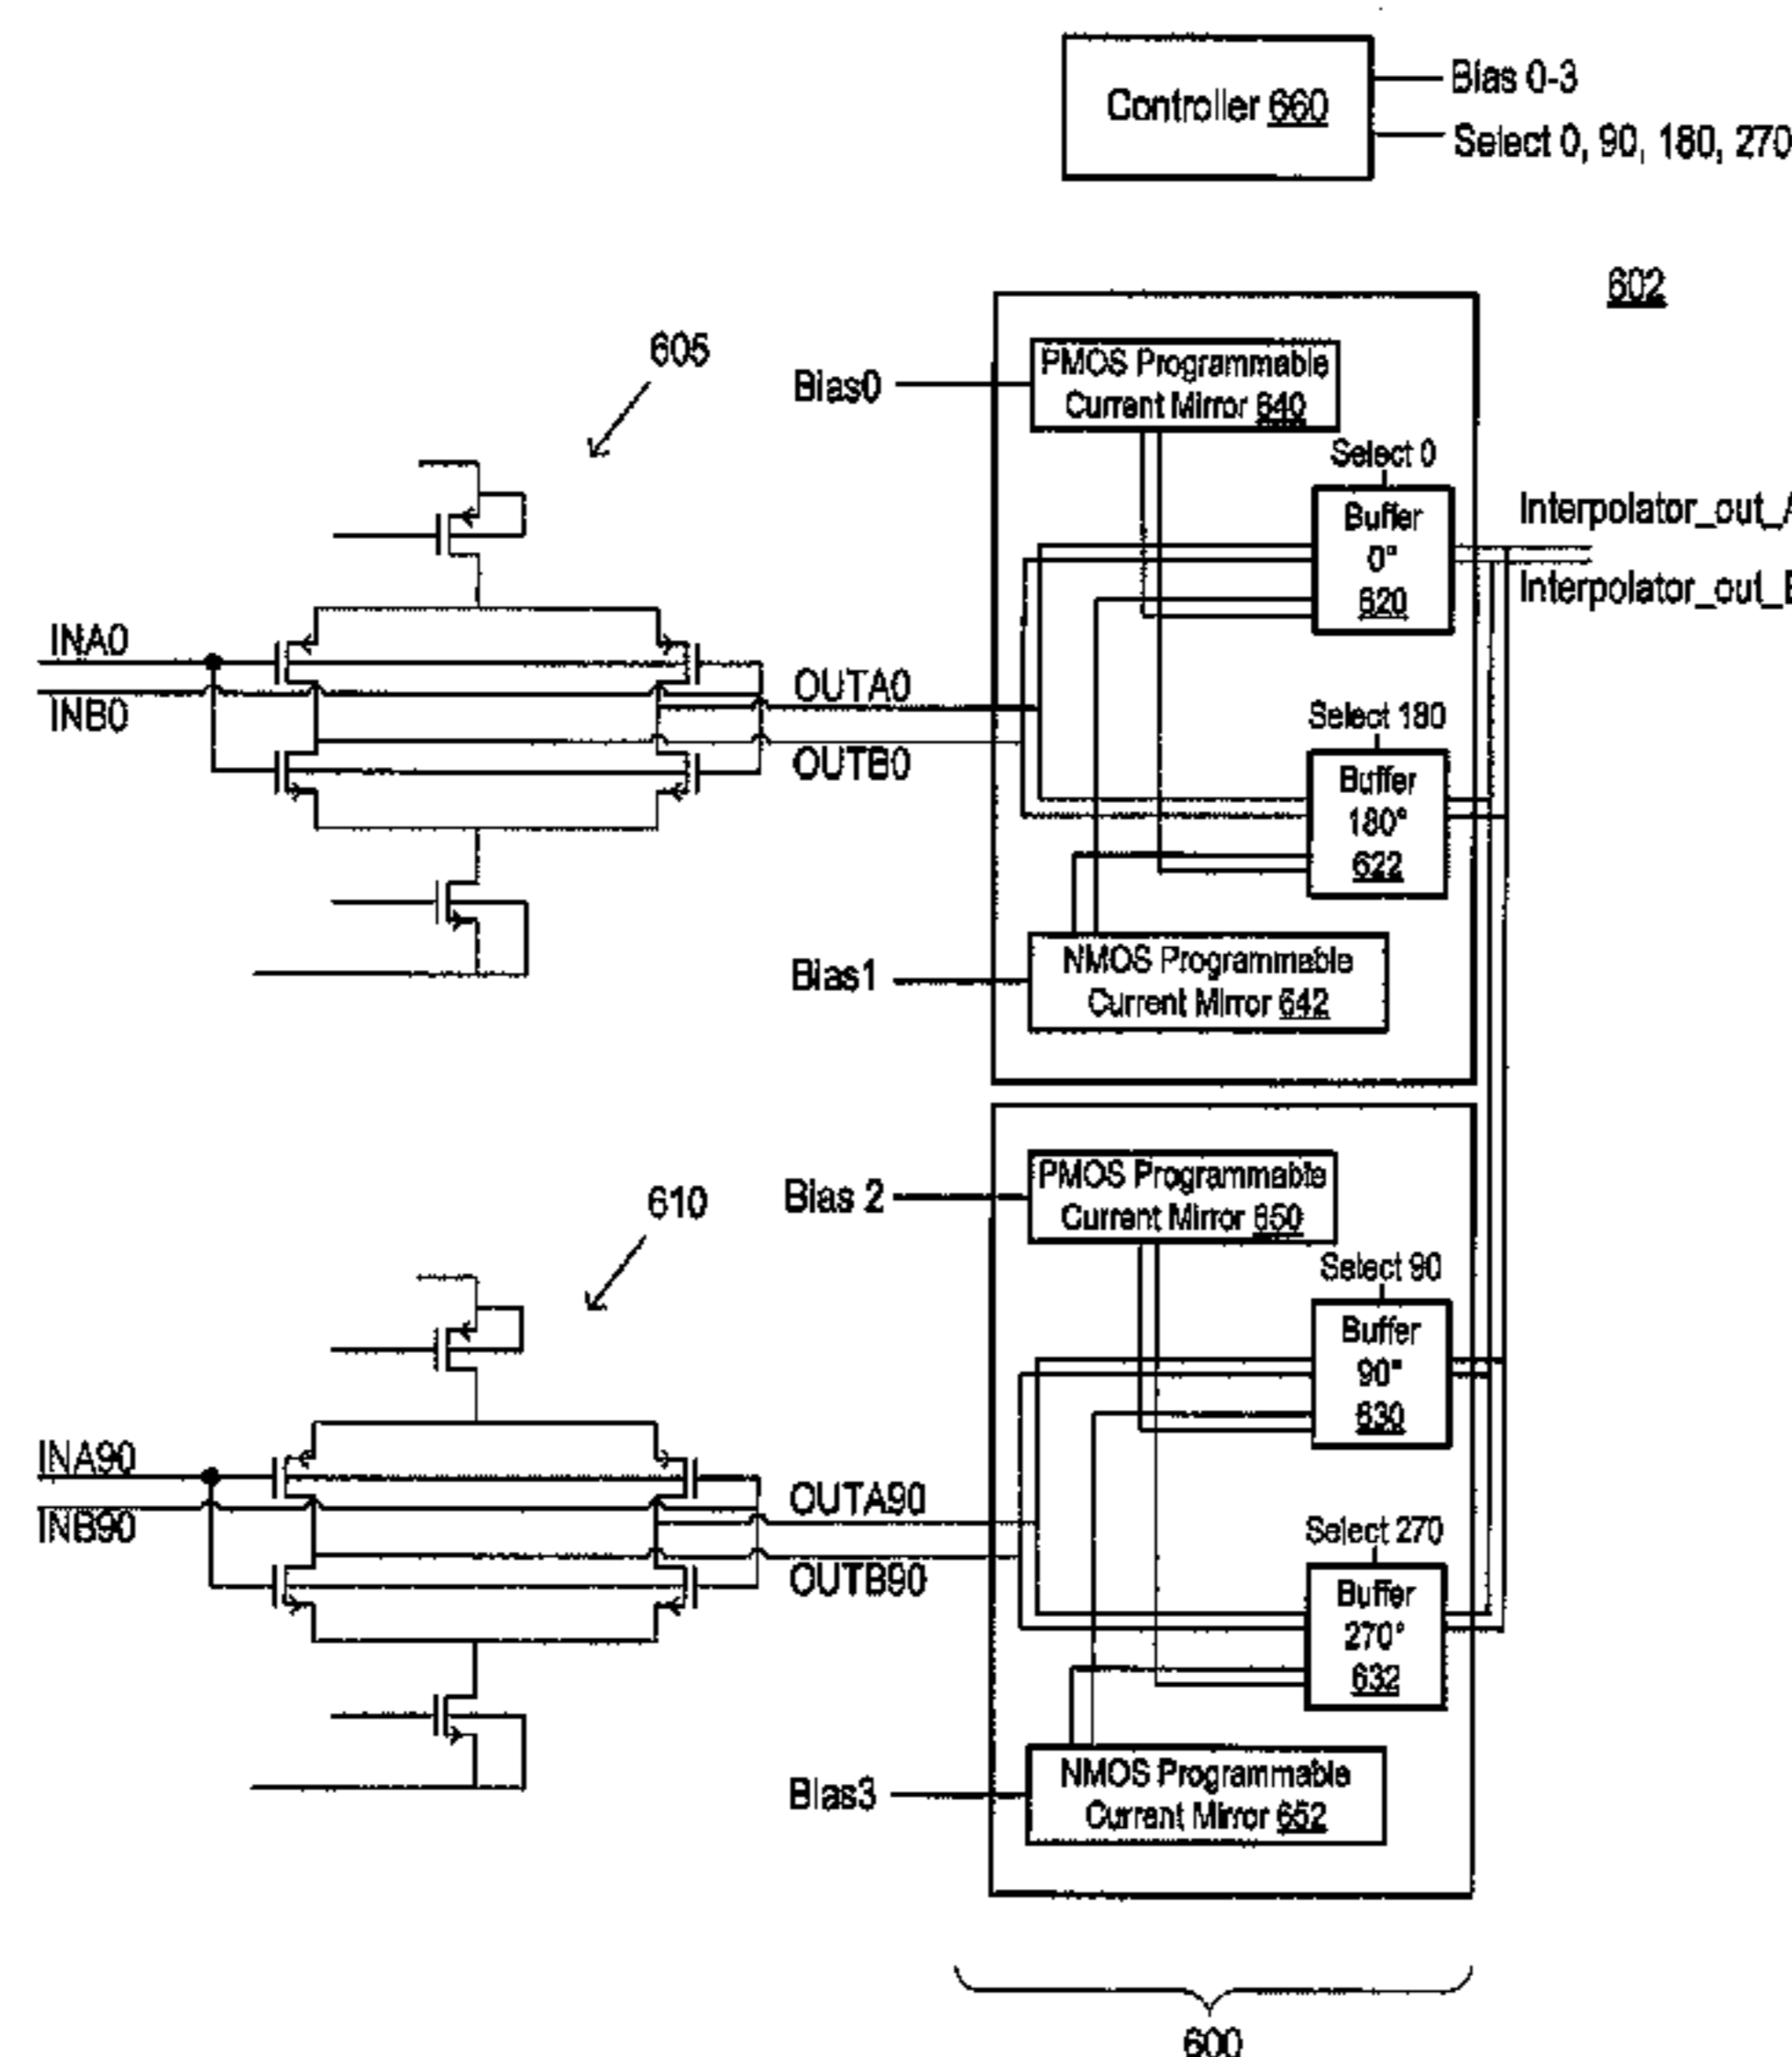 Controller 660
Bias 0-3
Select 0, 90, 180, 270
602
605
Bias0
PMOS Programmable
Current Mirror 640
Select 0
Buffer
0°
620
Interpolator_out_A
Interpolator_out_B
INA0
INB0
OUTA0
OUTB0
Select 180
Buffer
180°
622
Bias1
NMOS Programmable
Current Mirror 642
610
Bias 2
PMOS Programmable
Current Mirror 650
Select 90
Buffer
90°
630
INA90
INB90
OUTA90
OUTB90
Select 270
Buffer
270°
632
Bias3
NMOS Programmable
Current Mirror 652
600